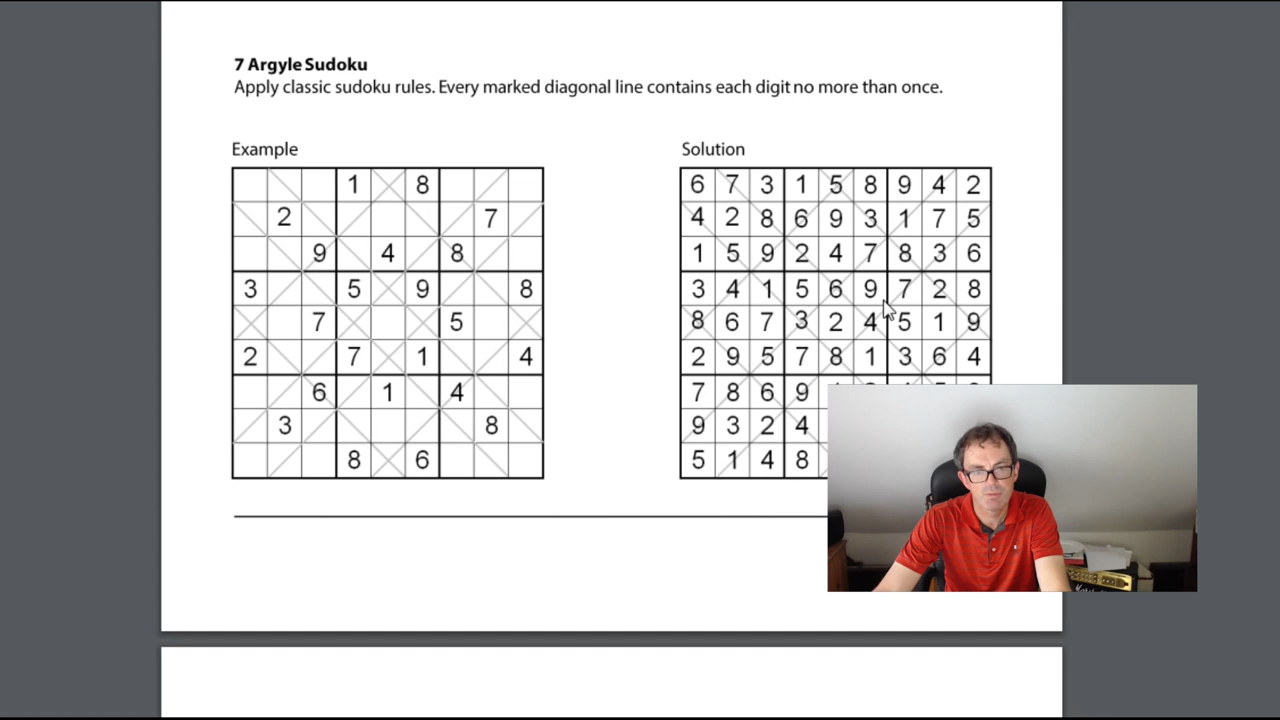 7 Argyle Sudoku
Apply classic sudoku rules. Every marked diagonal line contains each digit no more than once.
Example
1 8
2 7
9 4 8
3 5 9 8
7 5
2 7 1 4
6 1 4
3 8
8 6
Solution
6 7 3 1 5 8 9 4 2
4 2 8 6 9 3 1 7 5
1 5 9 2 4 7 8 3 6
3 4 1 5 6 9 7 2 8
8 6 7 3 2 4 5 1 9
2 9 5 7 8 1 3 6 4
7 8 6 9
9 3 2 4
5 1 4 8